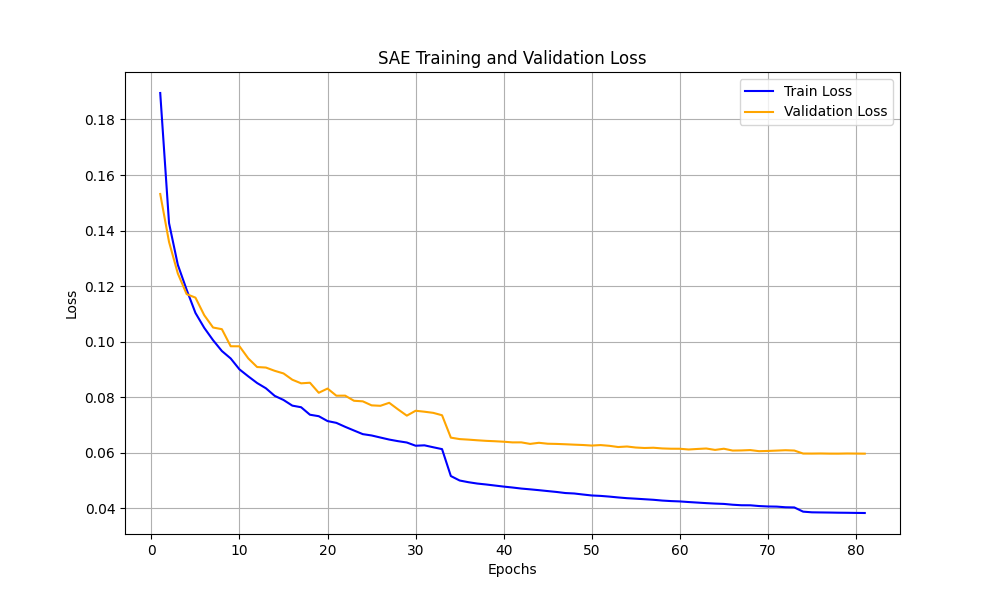 SAE Training and Validation Loss
Train Loss
Validation Loss
0.18
0.16
0.14
0.12
0.10
0.08
0.06
0.04
Loss
0 10 20 30 40 50 60 70 80
Epochs